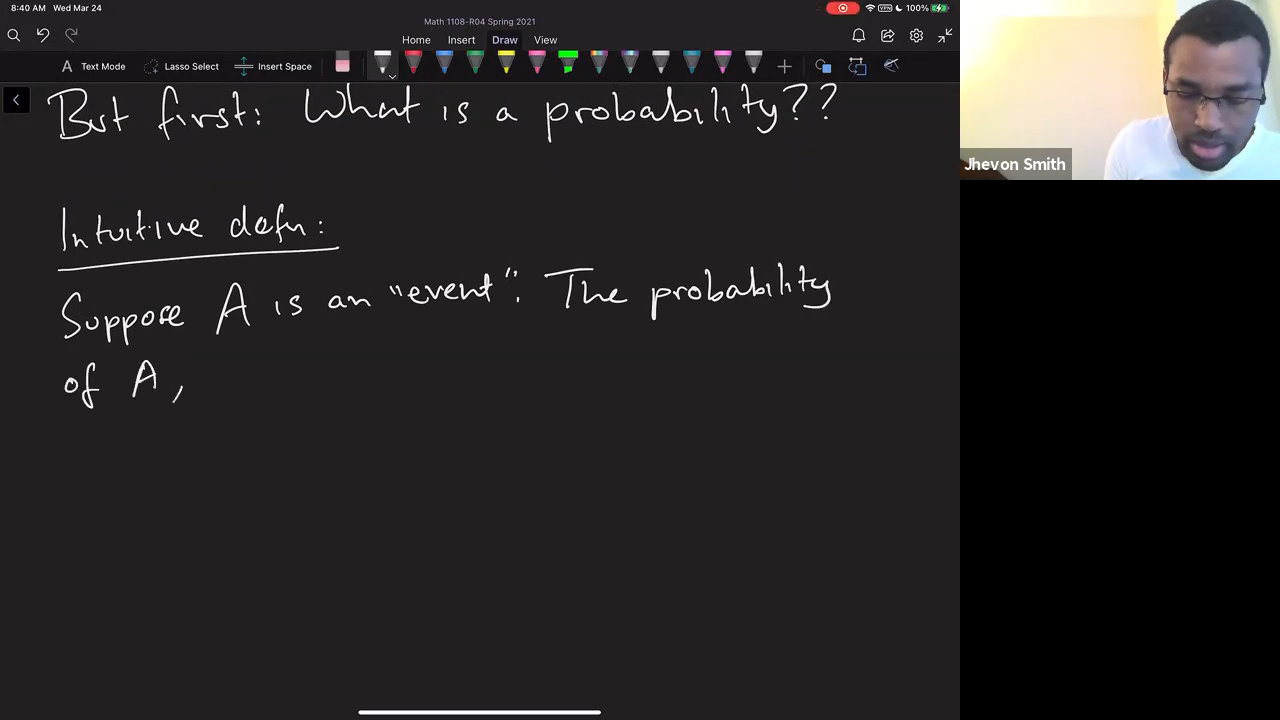 8:40 AM Wed Mar 24
VPN 100%
Math 1108-R04 Spring 2021
Home Insert Draw View
A Text Mode Lasso Select Insert Space
But first: What is a probability??
Intuitive defn:
Suppose A is an "event". The probability
of A,
Jhevon Smith